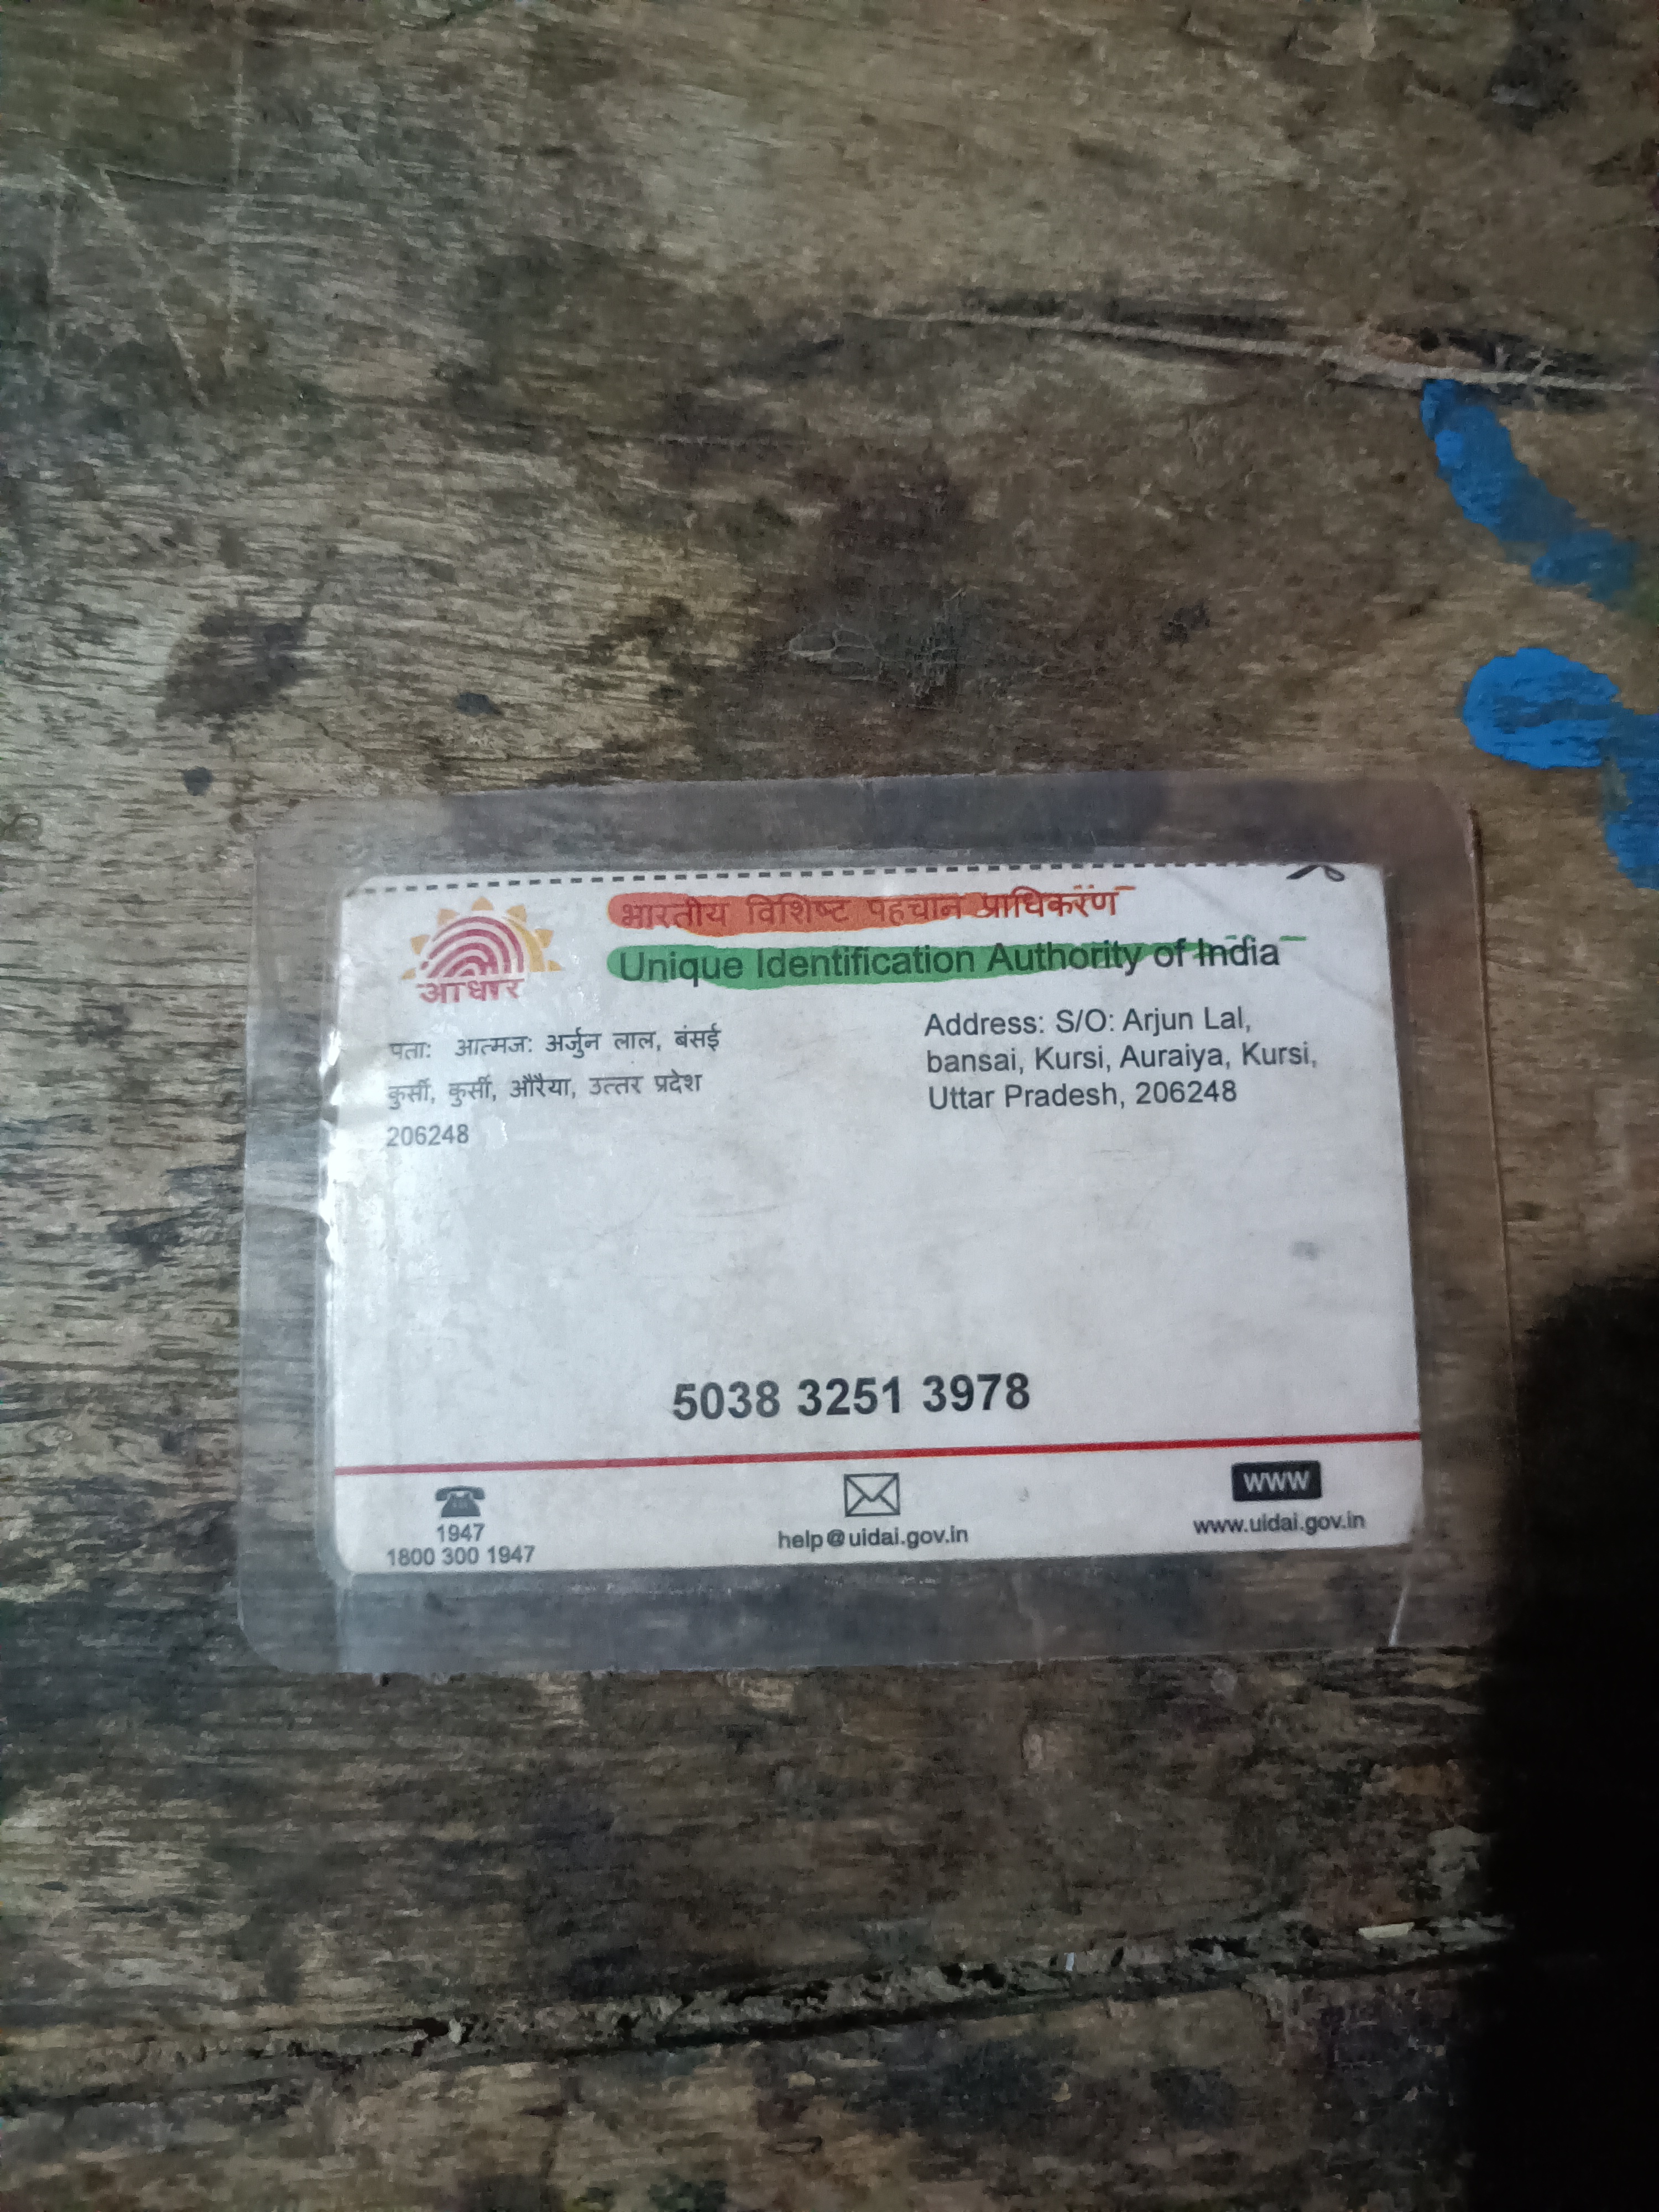 भारतीय विशिष्ट पहचान प्राधिकरण
Unique Identification Authority of India
आधार
पताः आत्मजः अर्जुन लाल, बंसई
कुर्सी, कुर्सी, औरैया, उत्तर प्रदेश
206248
Address: S/O: Arjun Lal,
bansai, Kursi, Auraiya, Kursi,
Uttar Pradesh, 206248
5038 3251 3978
1947
1800 300 1947
help@uidai.gov.in
www
www.uidai.gov.in